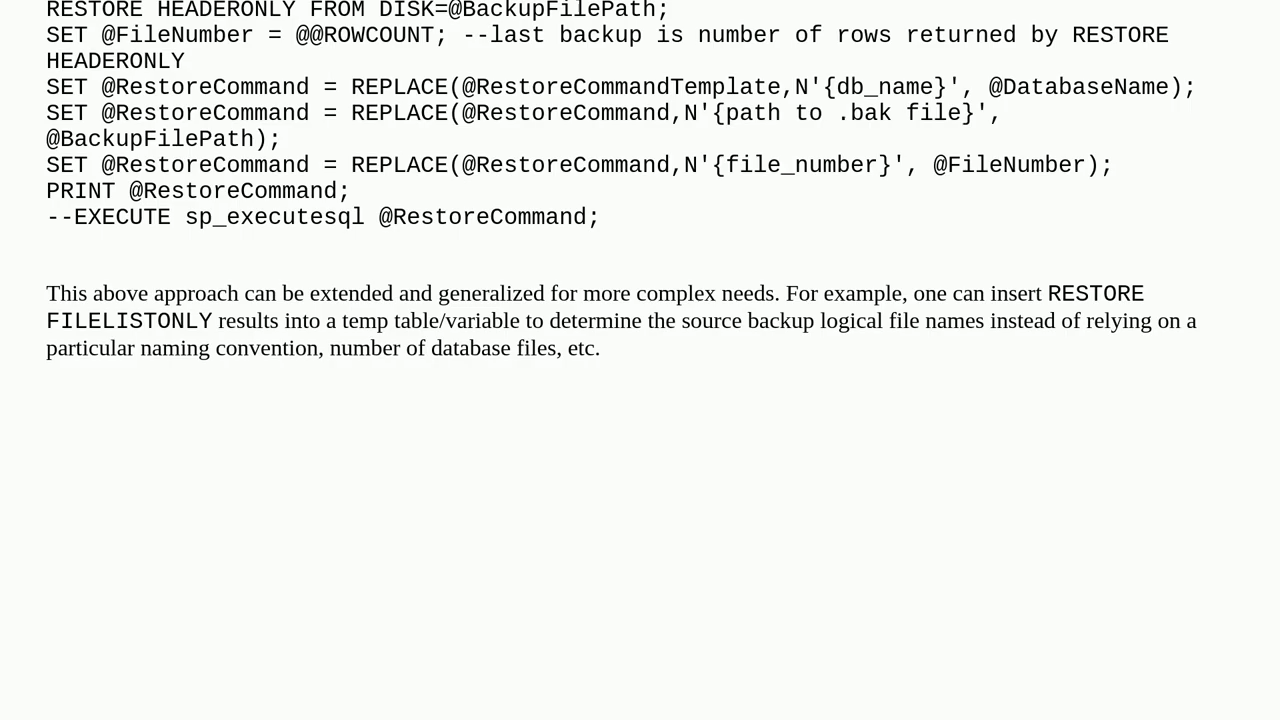 RESTORE HEADERONLY FROM DISK=@BackupFilePath;
SET @FileNumber = @@ROWCOUNT; --last backup is number of rows returned by RESTORE
HEADERONLY
SET @RestoreCommand = REPLACE(@RestoreCommandTemplate,N'{db_name}', @DatabaseName);
SET @RestoreCommand = REPLACE(@RestoreCommand,N'{path to .bak file}',
@BackupFilePath);
SET @RestoreCommand = REPLACE(@RestoreCommand,N'{file_number}', @FileNumber);
PRINT @RestoreCommand;
--EXECUTE sp_executesql @RestoreCommand;
This above approach can be extended and generalized for more complex needs. For example, one can insert RESTORE
FILELISTONLY results into a temp table/variable to determine the source backup logical file names instead of relying on a
particular naming convention, number of database files, etc.